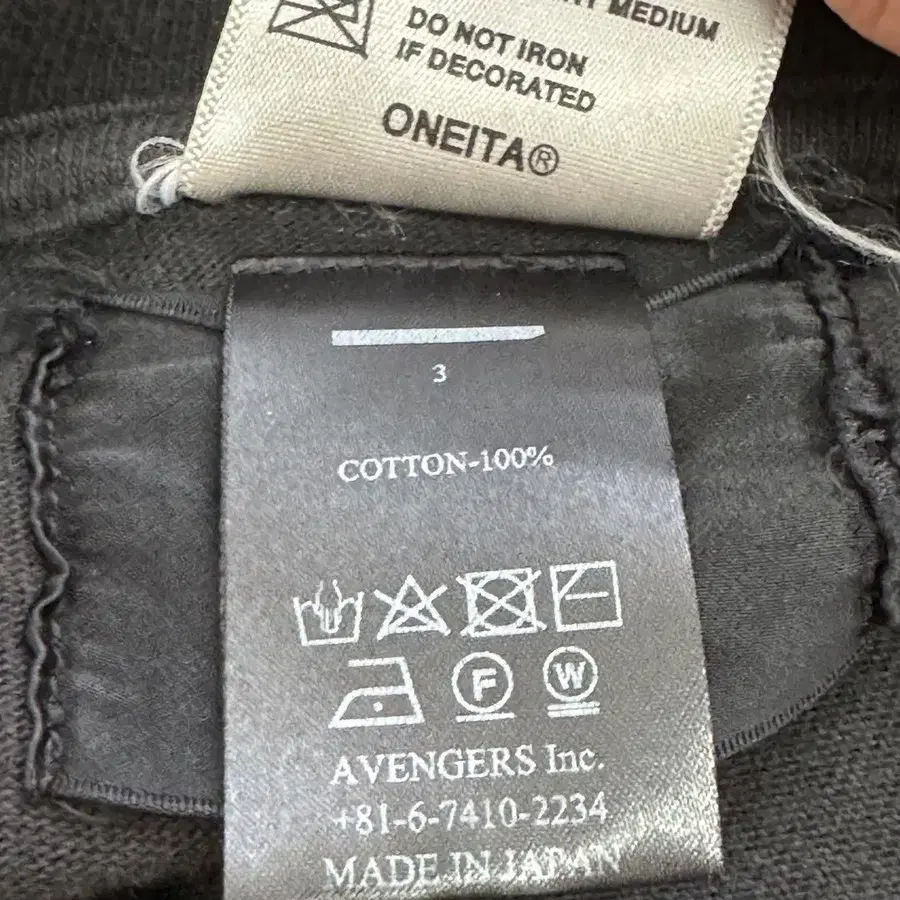 MEDIUM
DO NOT IRON
IF DECORATED
ONEITA®
3
COTTON-100%
F
W
AVENGERS Inc.
+81-6-7410-2234
MADE IN JAPAN